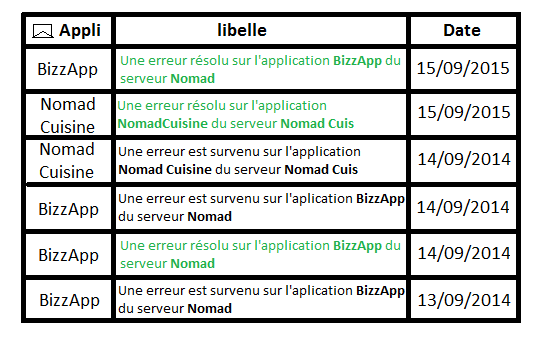 Appli libelle Date
BizzApp
Une erreur résolu sur l'application BizzApp du
serveur Nomad
15/09/2015
Nomad
Cuisine
Une erreur résolu sur l'application
NomadCuisine du serveur Nomad Cuis
15/09/2015
Nomad
Cuisine
Une erreur est survenu sur l'application
Nomad Cuisine du serveur Nomad Cuis
14/09/2014
BizzApp
Une erreur est survenu sur l'aplication BizzApp
du serveur Nomad
14/09/2014
BizzApp
Une erreur résolu sur l'application BizzApp du
serveur Nomad
14/09/2014
BizzApp
Une erreur est survenu sur l'aplication BizzApp
du serveur Nomad
13/09/2014